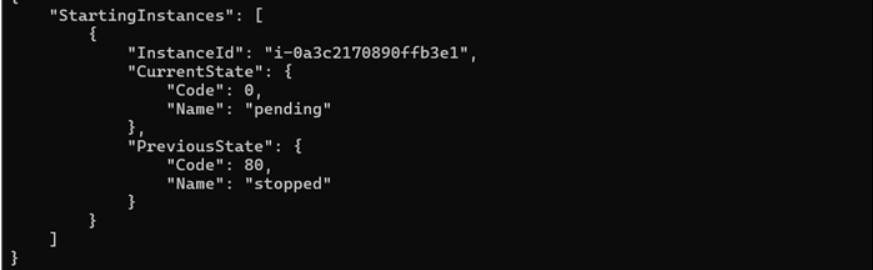 {
    "StartingInstances": [
        {
            "InstanceId": "i-0a3c2170890ffb3e1",
            "CurrentState": {
                "Code": 0,
                "Name": "pending"
            },
            "PreviousState": {
                "Code": 80,
                "Name": "stopped"
            }
        }
    ]
}